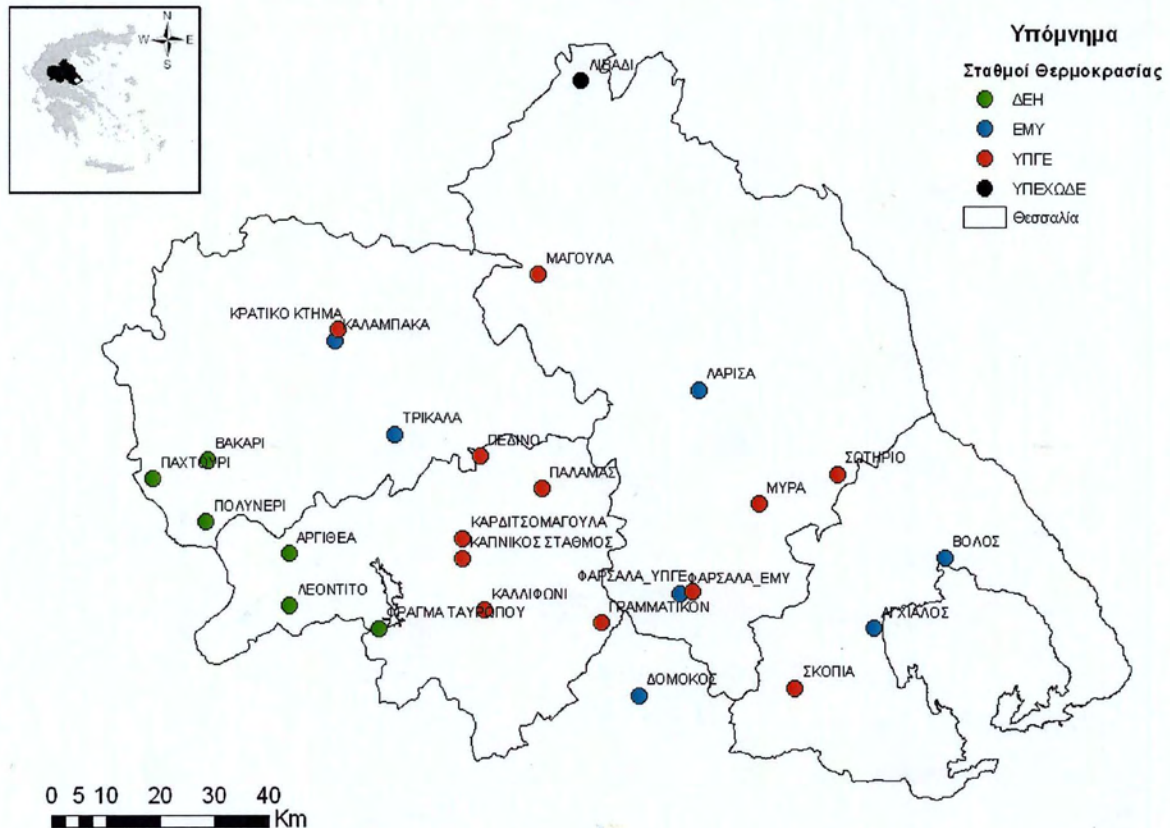 N
W E
S
Υπόμνημα
Σταθμοί Θερμοκρασίας
ΔΕΗ
ΕΜΥ
ΥΠΓΕ
ΥΠΕΧΩΔΕ
Θεσσαλία
ΛΙΒΑΔΙ
ΜΑΓΟΥΛΑ
ΚΡΑΤΙΚΟ ΚΤΗΜΑ
ΚΑΛΑΜΠΑΚΑ
ΛΑΡΙΣΑ
ΤΡΙΚΑΛΑ
ΒΑΚΑΡΙ
ΠΕΔΙΝΟ
ΠΑΧΤΟΥΡΙ
ΣΩΤΗΡΙΟ
ΠΑΛΑΜΑΣ
ΜΥΡΑ
ΠΟΛΥΝΕΡΙ
ΚΑΡΔΙΤΣΟΜΑΓΟΥΛΑ
ΑΡΓΙΘΕΑ
ΚΑΠΝΙΚΟΣ ΣΤΑΘΜΟΣ
ΒΟΛΟΣ
ΦΑΡΣΑΛΑ_ΥΠΓΕ
ΦΑΡΣΑΛΑ_ΕΜΥ
ΛΕΟΝΤΙΤΟ
ΚΑΛΛΙΦΩΝΙ
ΦΡΑΓΜΑ ΤΑΥΡΩΠΟΥ
ΓΡΑΜΜΑΤΙΚΟΝ
ΑΓΧΙΑΛΟΣ
ΣΚΟΠΙΑ
ΔΟΜΟΚΟΣ
0 5 10 20 30 40
Km